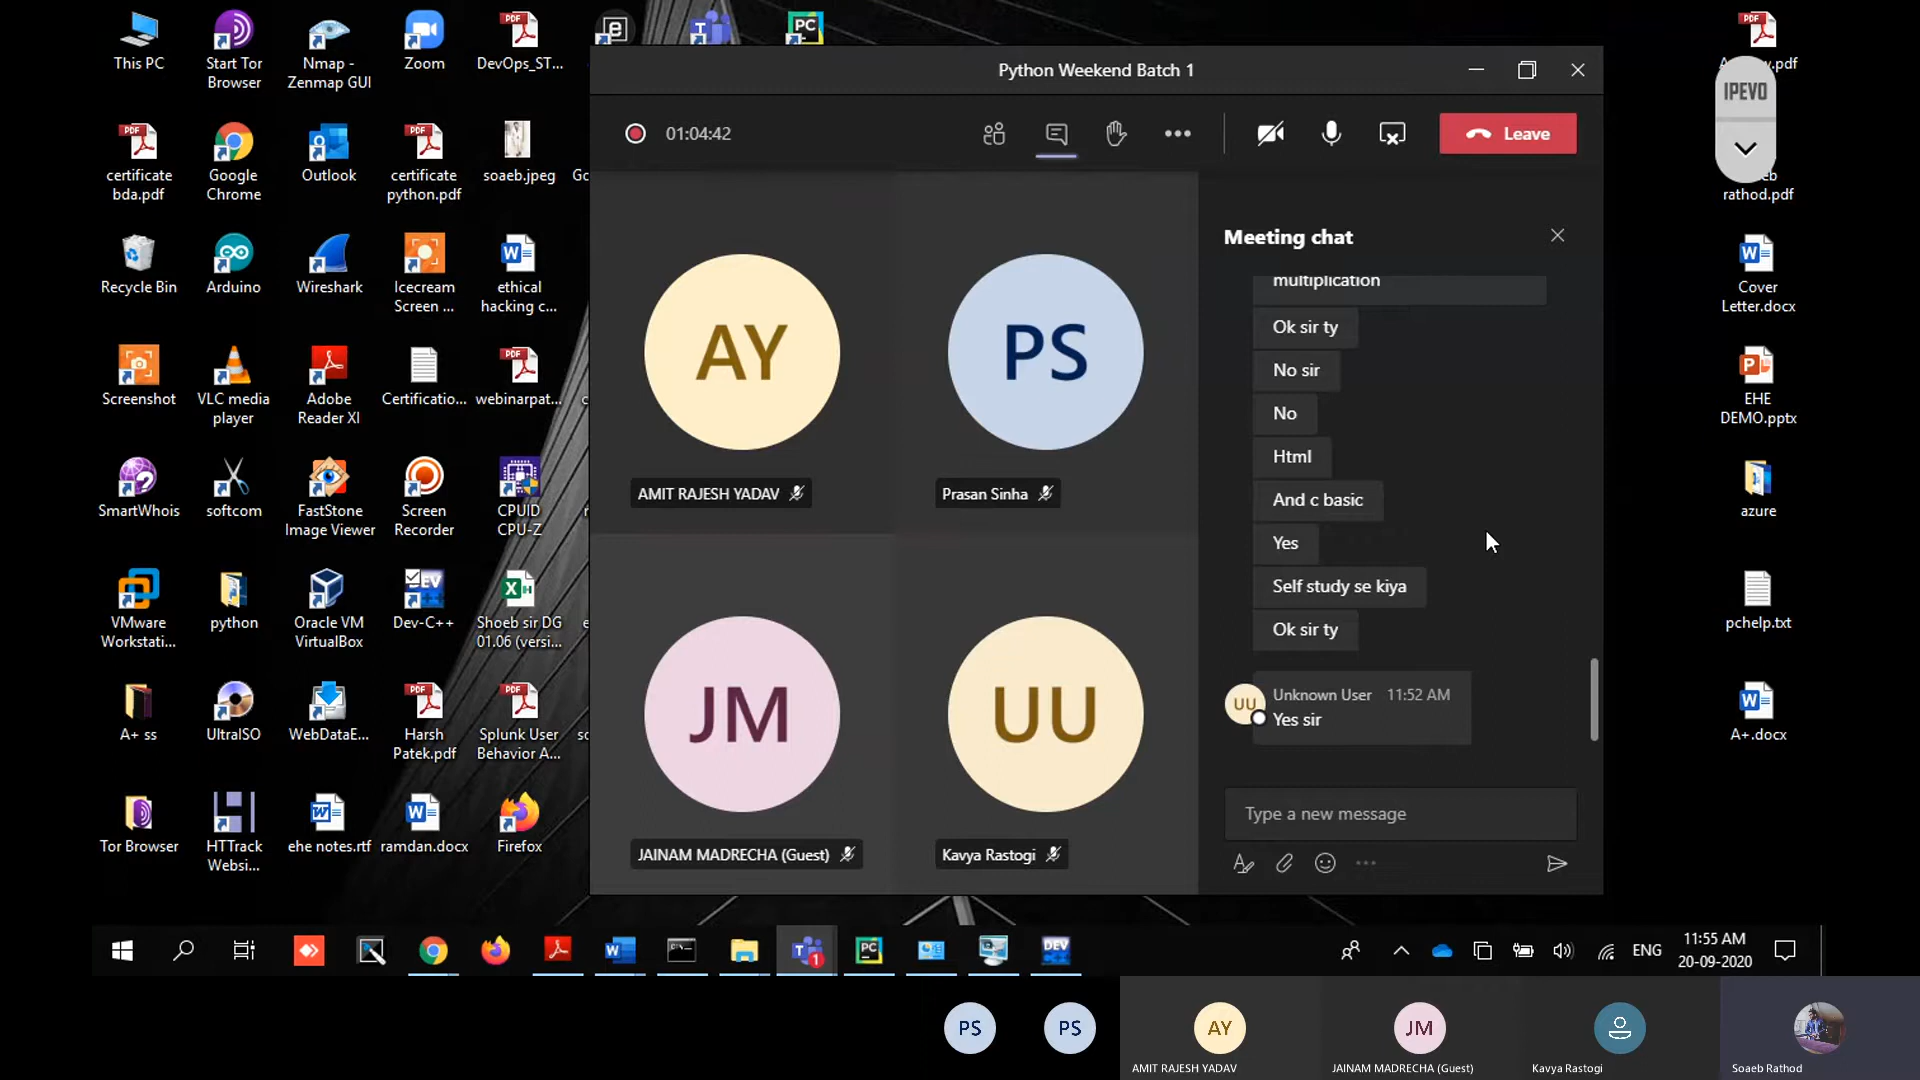 This PC
Start Tor
Browser
Nmap -
Zenmap GUI
Zoom
DevOps_ST...
certificate
bda.pdf
Google
Chrome
Outlook
certificate
python.pdf
soaeb.jpeg
Recycle Bin
Arduino
Wireshark
Icecream
Screen ...
ethical
hacking c...
Screenshot
VLC media
player
Adobe
Reader XI
Certificatio...
webinarpat...
SmartWhois
softcom
FastStone
Image Viewer
Screen
Recorder
CPUID
CPU-Z
VMware
Workstati...
python
Oracle VM
VirtualBox
Dev-C++
Shoeb sir DG
01.06 (versi...
A+ ss
UltraISO
WebDataE...
Harsh
Patek.pdf
Splunk User
Behavior A...
Tor Browser
HTTrack
Websi...
ehe notes.rtf
ramdan.docx
Firefox
Python Weekend Batch 1
01:04:42
Leave
AY
AMIT RAJESH YADAV
PS
Prasan Sinha
JM
JAINAM MADRECHA (Guest)
UU
Kavya Rastogi
Meeting chat
multiplication
Ok sir ty
No sir
No
Html
And c basic
Yes
Self study se kiya
Ok sir ty
UU
Unknown User 11:52 AM
Yes sir
Type a new message
IPEVO
rathod.pdf
Cover
Letter.docx
EHE
DEMO.pptx
azure
pchelp.txt
A+.docx
ENG
11:55 AM
20-09-2020
PS
PS
AY
AMIT RAJESH YADAV
JM
JAINAM MADRECHA (Guest)
Kavya Rastogi
Soaeb Rathod